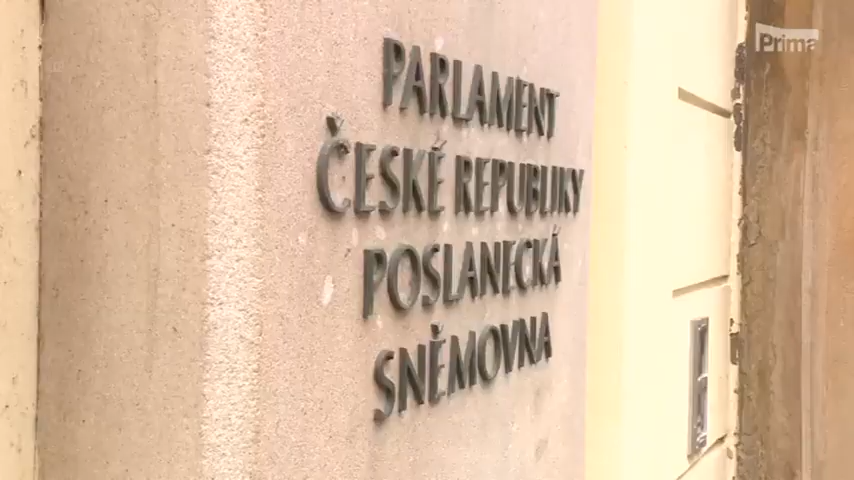 Prima
PARLAMENT
ČESKÉ REPUBLIKY
POSLANECKÁ
SNĚMOVNA